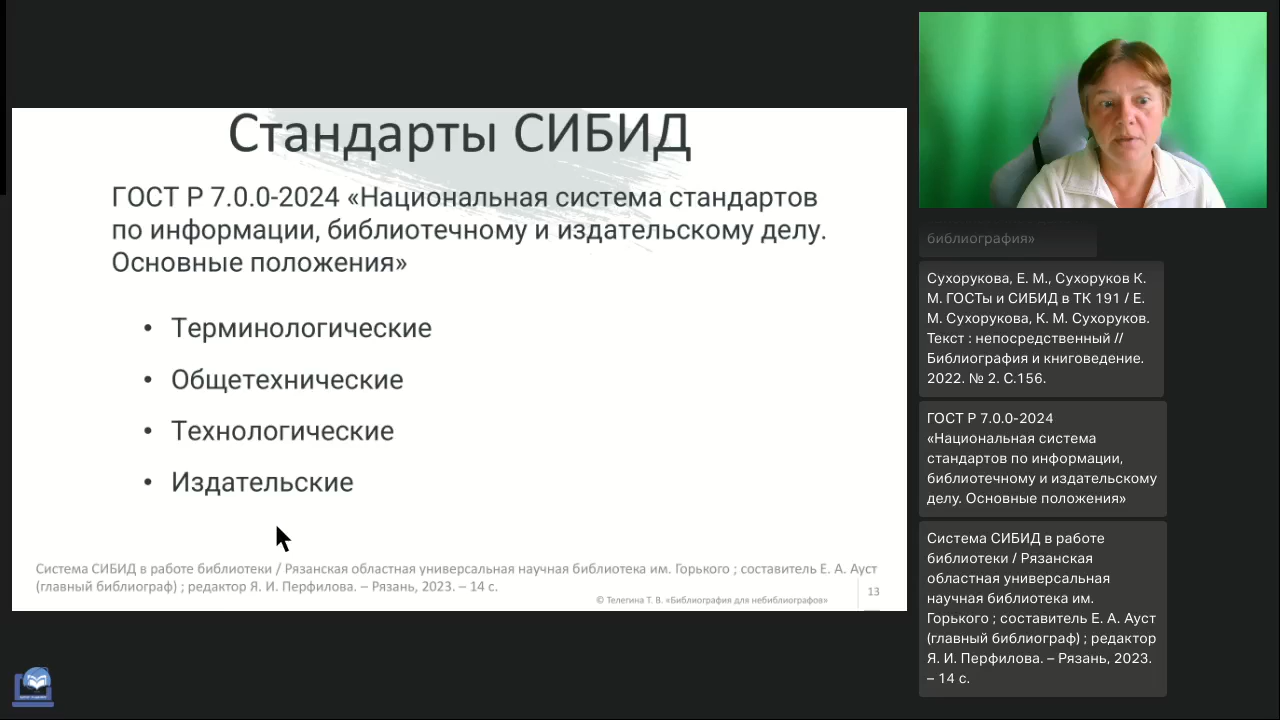 Стандарты СИБИД
ГОСТ Р 7.0.0-2024 «Национальная система стандартов
по информации, библиотечному и издательскому делу.
Основные положения»
• Терминологические
• Общетехнические
• Технологические
• Издательские
Система СИБИД в работе библиотеки / Рязанская областная универсальная научная библиотека им. Горького ; составитель Е. А. Ауст
(главный библиограф) ; редактор Я. И. Перфилова. – Рязань, 2023. – 14 с.
© Телегина Т. В. «Библиография для небиблиографов»
13
библиография»
Сухорукова, Е. М., Сухоруков К.
М. ГОСТы и СИБИД в ТК 191 / Е.
М. Сухорукова, К. М. Сухоруков.
Текст : непосредственный //
Библиография и книговедение.
2022. № 2. С.156.
ГОСТ Р 7.0.0-2024
«Национальная система
стандартов по информации,
библиотечному и издательскому
делу. Основные положения»
Система СИБИД в работе
библиотеки / Рязанская
областная универсальная
научная библиотека им.
Горького ; составитель Е. А. Ауст
(главный библиограф) ; редактор
Я. И. Перфилова. – Рязань, 2023.
– 14 с.